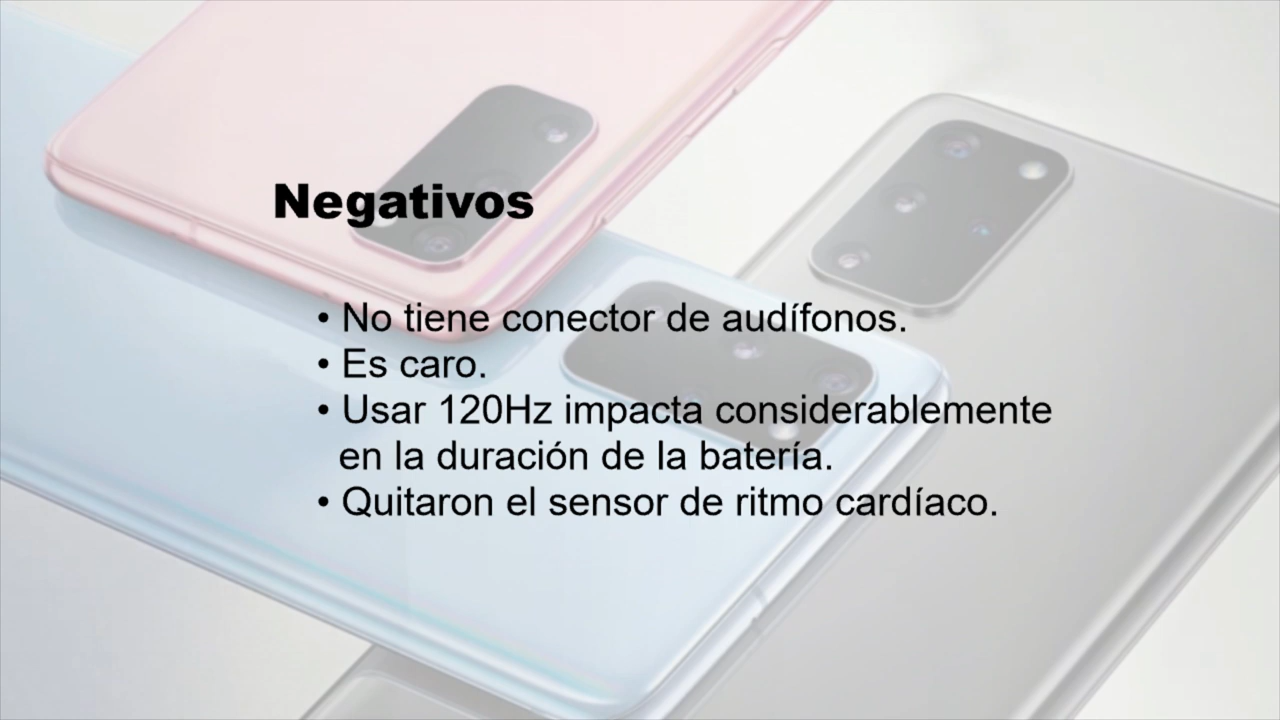 Negativos
• No tiene conector de audífonos.
• Es caro.
• Usar 120Hz impacta considerablemente
en la duración de la batería.
• Quitaron el sensor de ritmo cardíaco.